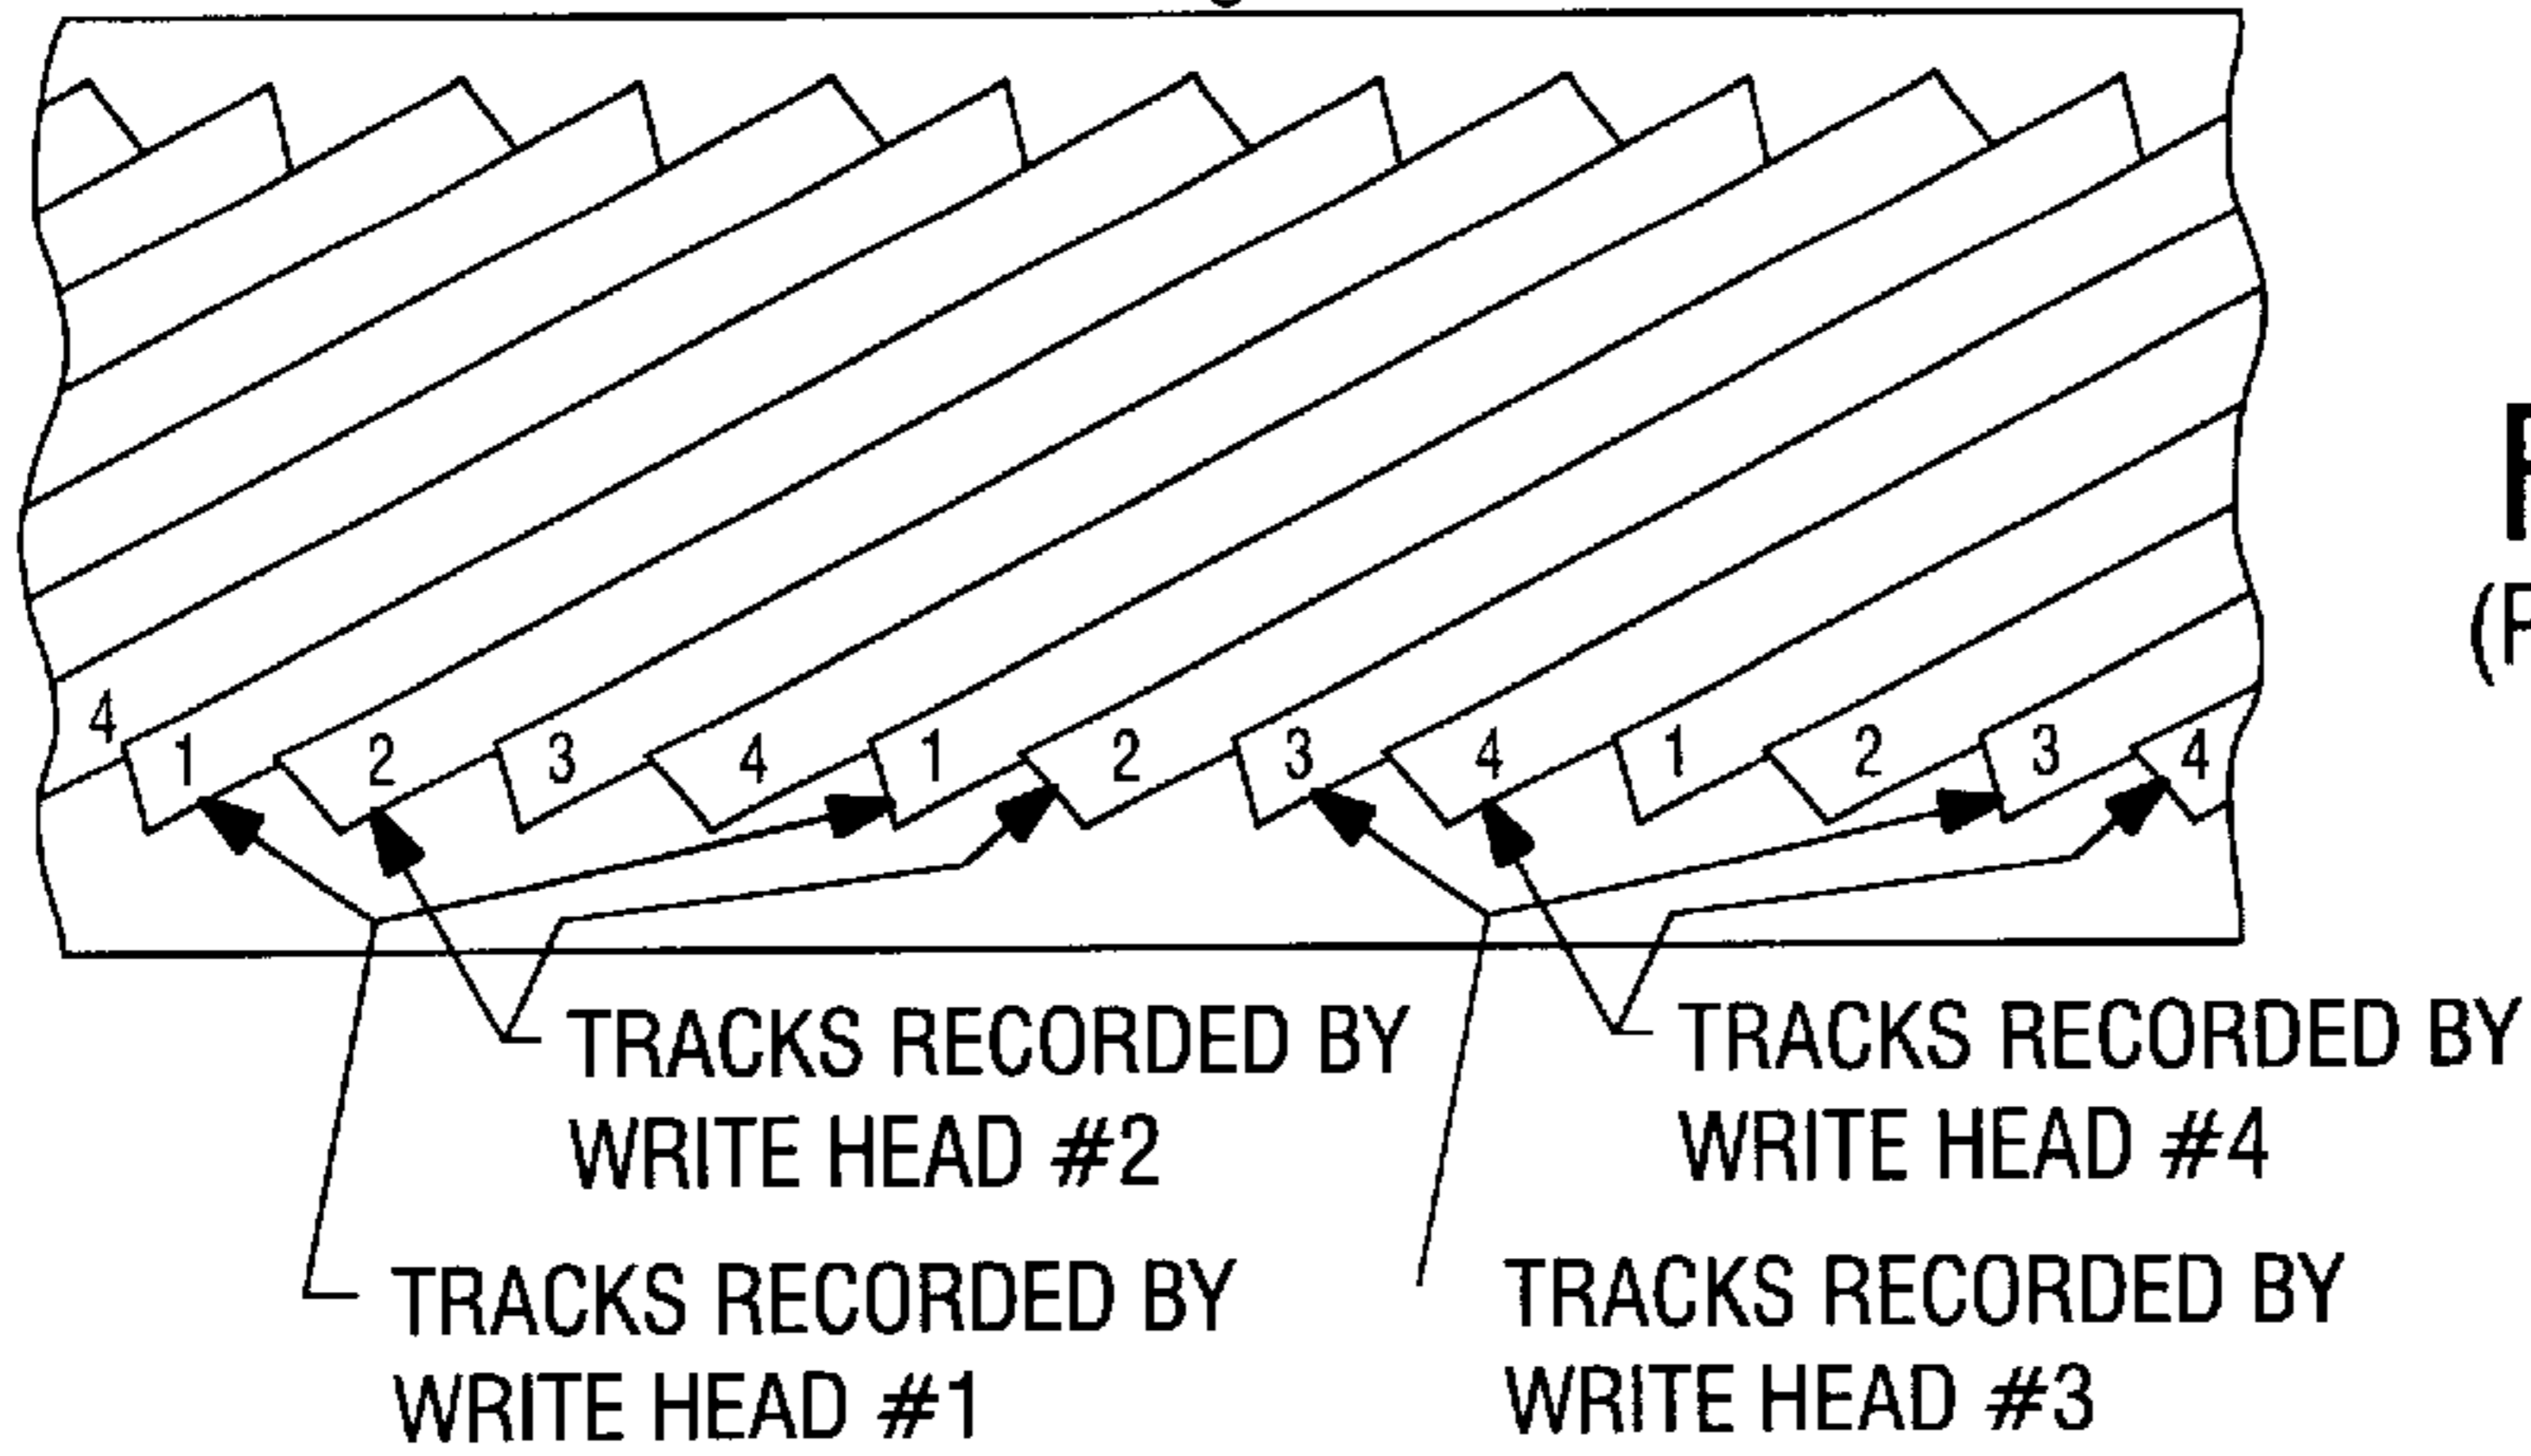 4 1 2 3 4 1 2 3 4 1 2 3 4
TRACKS RECORDED BY
WRITE HEAD #2
TRACKS RECORDED BY
WRITE HEAD #4
TRACKS RECORDED BY
WRITE HEAD #1
TRACKS RECORDED BY
WRITE HEAD #3